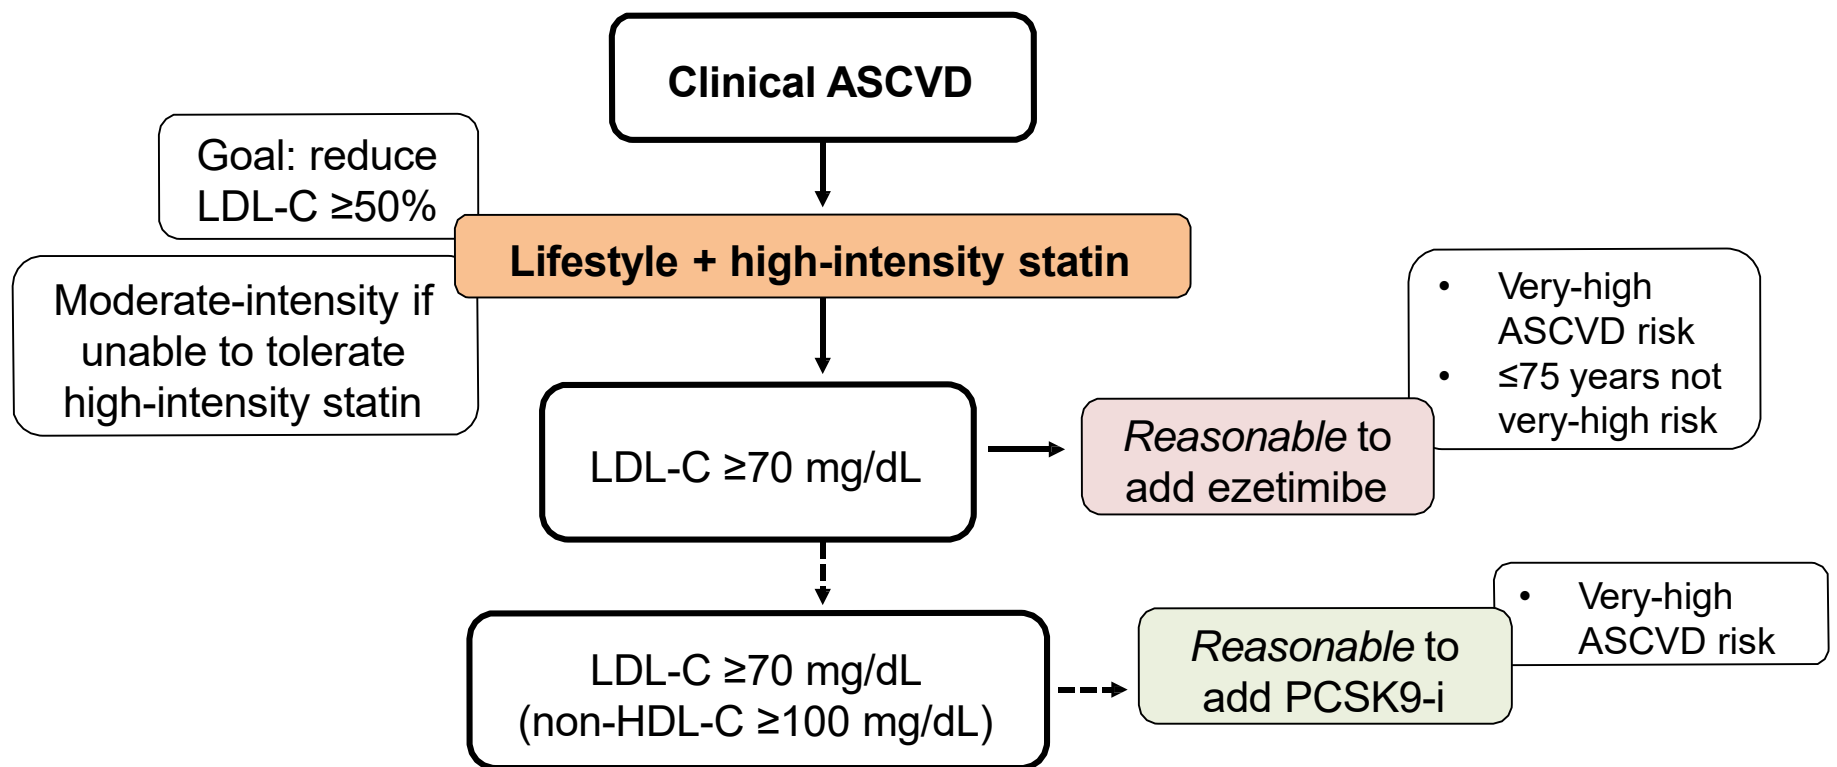 Clinical ASCVD
Goal: reduce
LDL-C ≥50%
Lifestyle + high-intensity statin
Moderate-intensity if
unable to tolerate
high-intensity statin
• Very-high
ASCVD risk
• ≤75 years not
very-high risk
LDL-C ≥70 mg/dL
Reasonable to
add ezetimibe
LDL-C ≥70 mg/dL
(non-HDL-C ≥100 mg/dL)
Reasonable to
add PCSK9-i
• Very-high
ASCVD risk